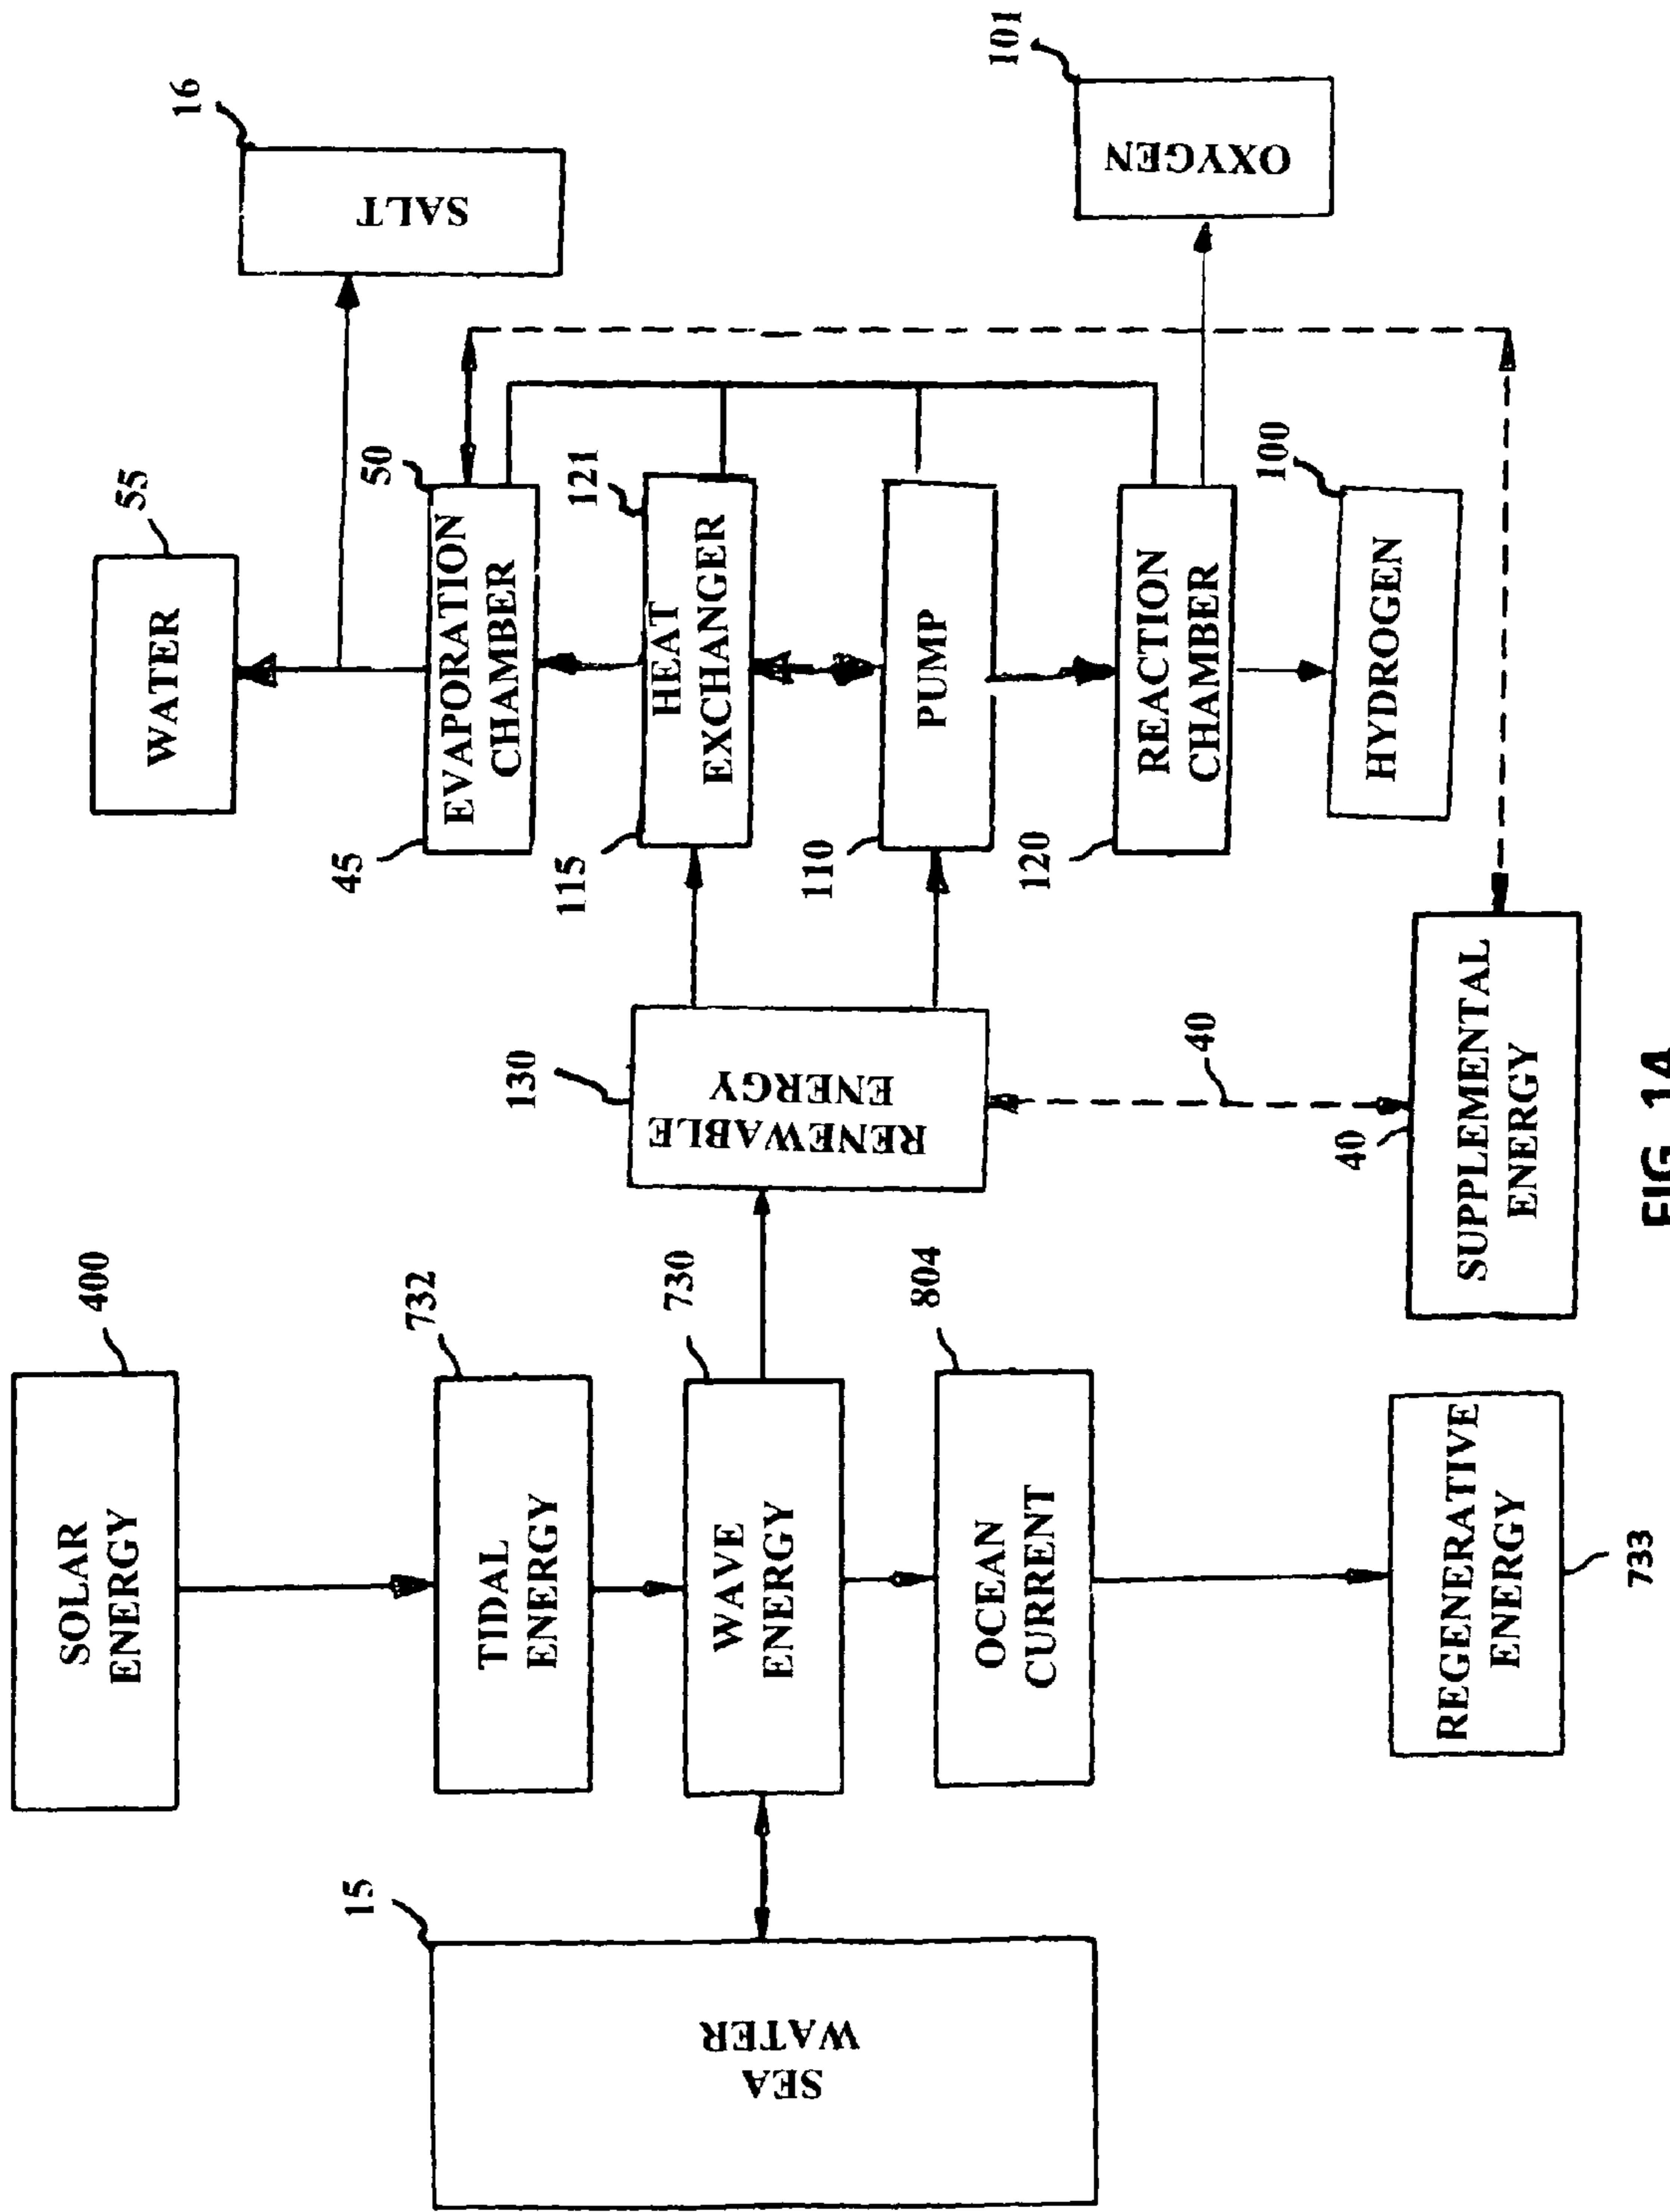 SEA
WATER
15
SOLAR
ENERGY
400
TIDAL
ENERGY
732
WAVE
ENERGY
730
OCEAN
CURRENT
804
REGENERATIVE
ENERGY
733
RENEWABLE
ENERGY
130
40
40
SUPPLEMENTAL
ENERGY
WATER
55
SALT
16
45
EVAPORATION
CHAMBER
50
115
HEAT
EXCHANGER
121
110
PUMP
120
REACTION
CHAMBER
HYDROGEN
100
OXYGEN
101
FIG. 1A